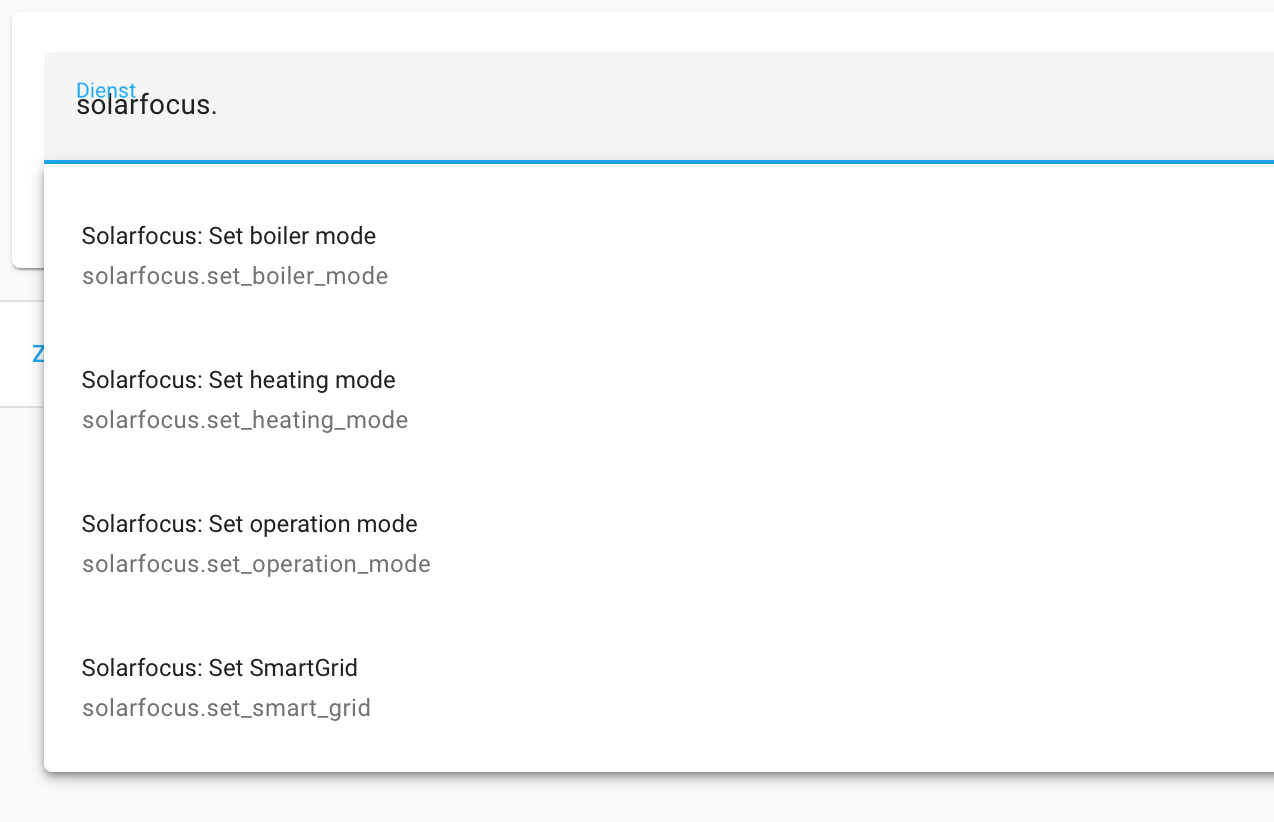 Dienst
solarfocus.
Solarfocus: Set boiler mode
solarfocus.set_boiler_mode
Z
Solarfocus: Set heating mode
solarfocus.set_heating_mode
Solarfocus: Set operation mode
solarfocus.set_operation_mode
Solarfocus: Set SmartGrid
solarfocus.set_smart_grid